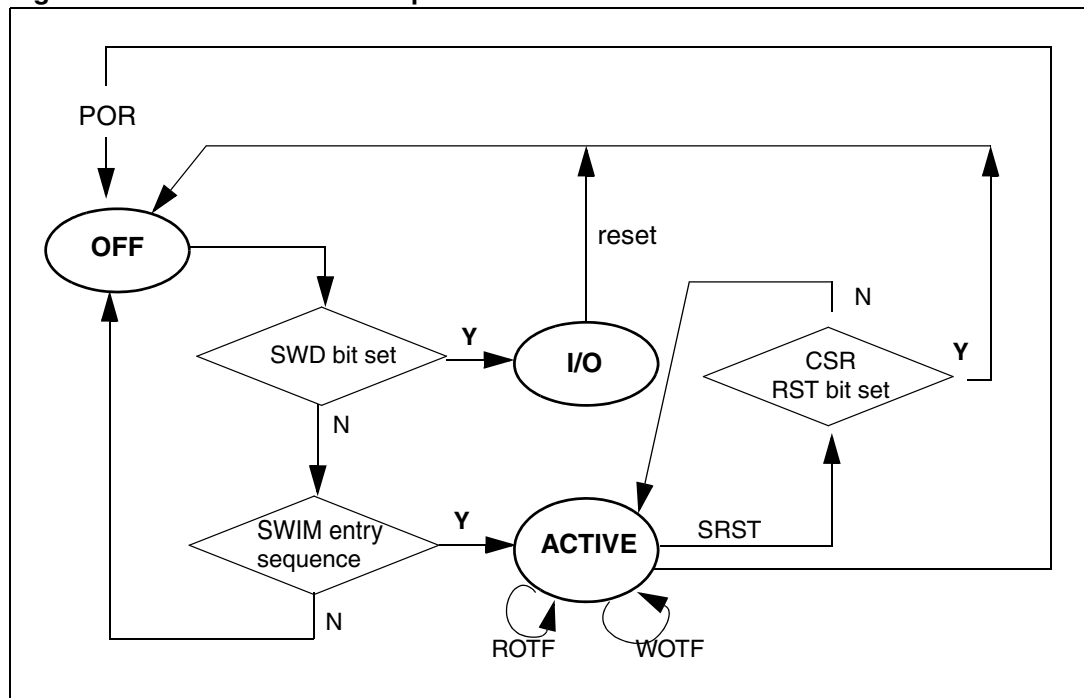 POR
OFF
reset
N
SWD bit set
Y
I/O
CSR
RST bit set
Y
N
SWIM entry
sequence
Y
ACTIVE
SRST
N
ROTF
WOTF